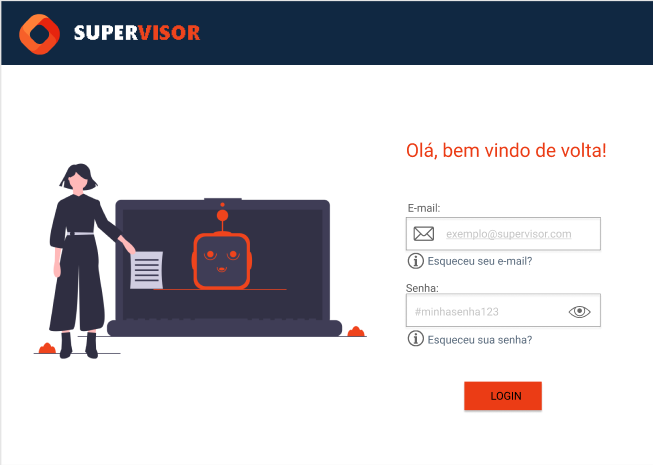 SUPERVISOR
Olá, bem vindo de volta!
E-mail:
exemplo@supervisor.com
Esqueceu seu e-mail?
Senha:
#minhasenha123
Esqueceu sua senha?
LOGIN